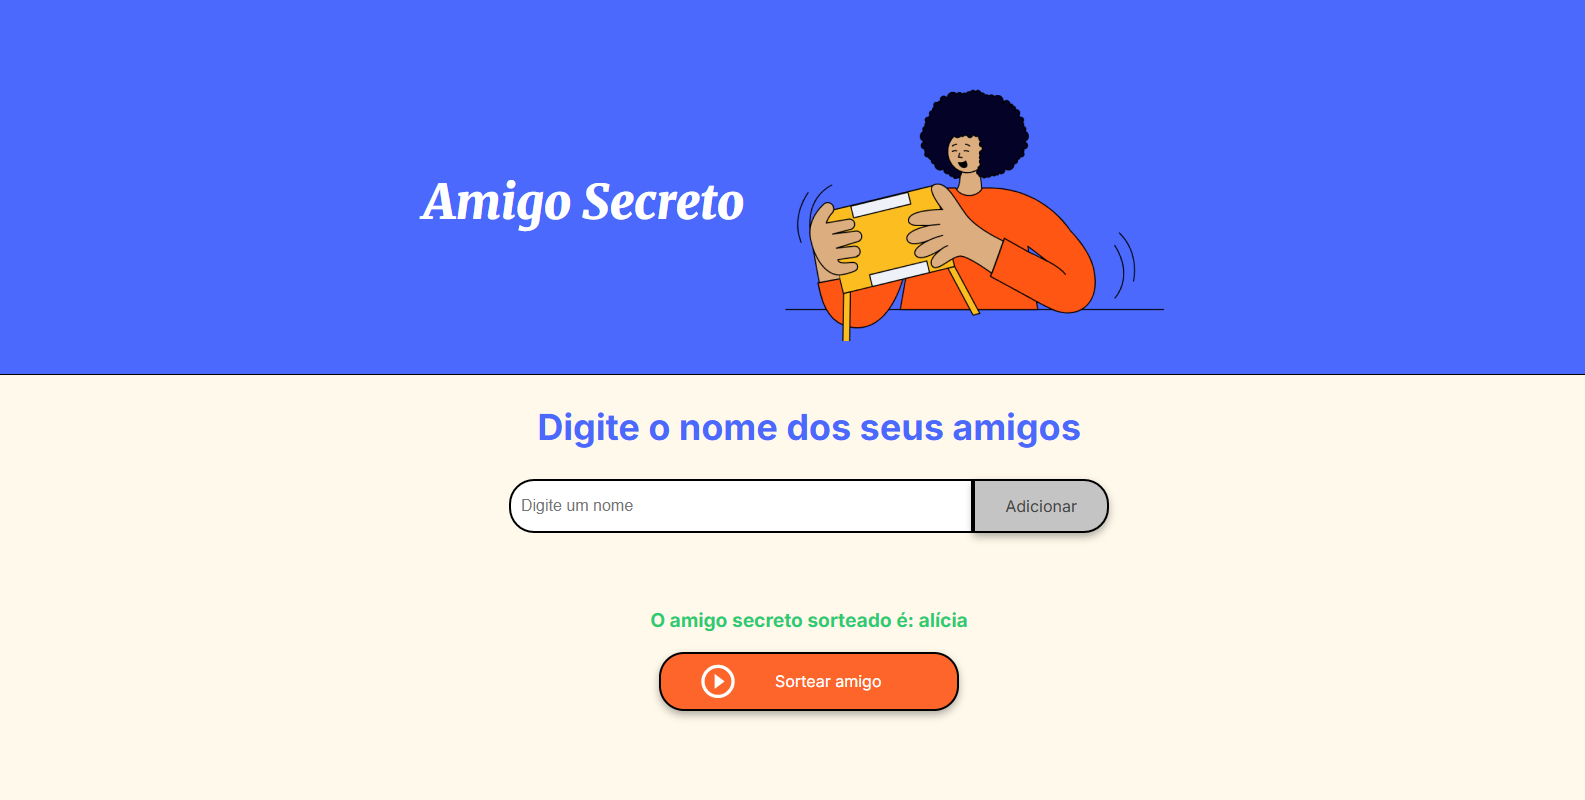 Amigo Secreto
Digite o nome dos seus amigos
Digite um nome
Adicionar
O amigo secreto sorteado é: alícia
Sortear amigo